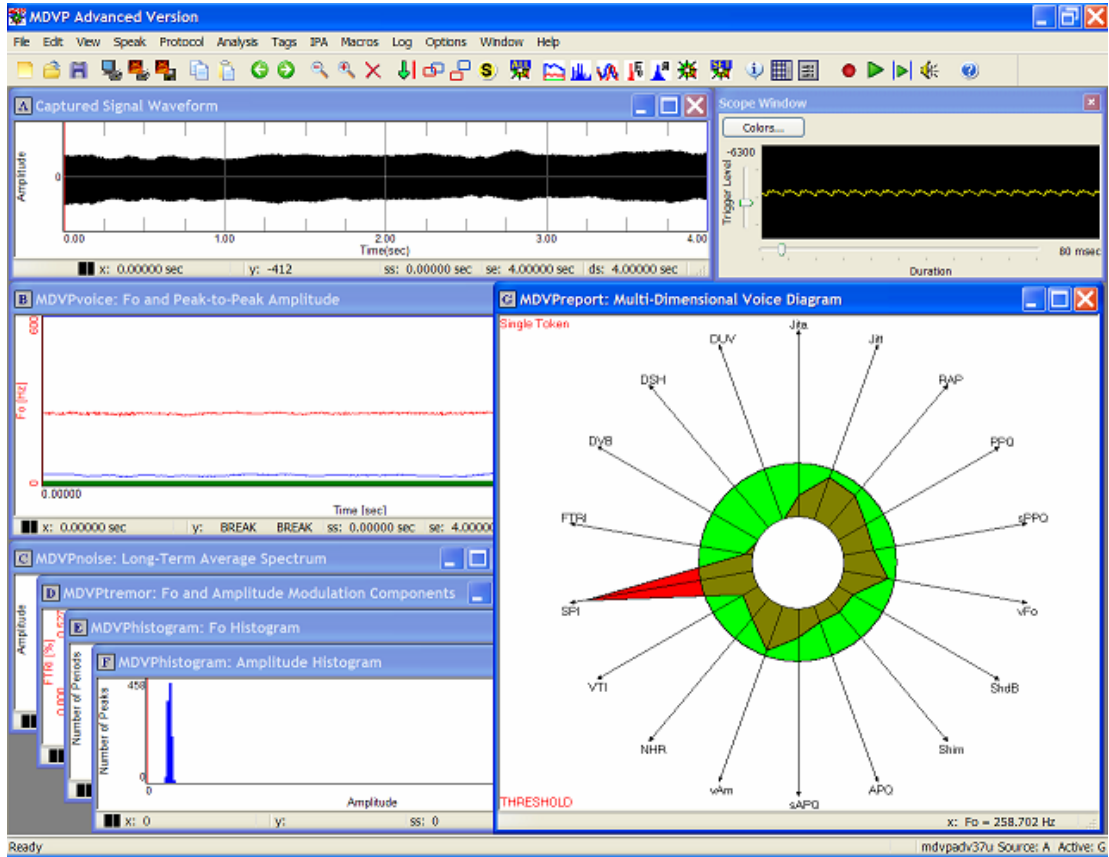 MDVP Advanced Version
File Edit View Speak Protocol Analysis Tags IPA Macros Log Options Window Help
A Captured Signal Waveform
Amplitude
0
0.00 1.00 2.00 3.00 4.00
Time(sec)
x: 0.00000 sec y: -412 ss: 0.00000 sec se: 4.00000 sec ds: 4.00000 sec
Scope Window
Colors...
-6300
Trigger Level
80 msec
Duration
B MDVPvoice: Fo and Peak-to-Peak Amplitude
600
Fo [Hz]
0
0.00000
Time [sec]
x: 0.00000 sec y: BREAK BREAK ss: 0.00000 sec se: 4.00000
C MDVPnoise: Long-Term Average Spectrum
Amplitude
D MDVPtremor: Fo and Amplitude Modulation Components
FTRI [%]
0.000
E MDVPhistogram: Fo Histogram
Number of Periods
F MDVPhistogram: Amplitude Histogram
Number of Peaks
458
0
0
Amplitude
x: 0 y: ss: 0
G MDVPreport: Multi-Dimensional Voice Diagram
Single Token
Jita
Jitt
RAP
PPQ
sPPQ
vFo
ShdB
Shim
APQ
sAPQ
vAm
NHR
VTI
SPI
FTRI
DVB
DSH
DUV
THRESHOLD
x: Fo = 258.702 Hz
Ready
mdvpadv37u Source: A Active: G